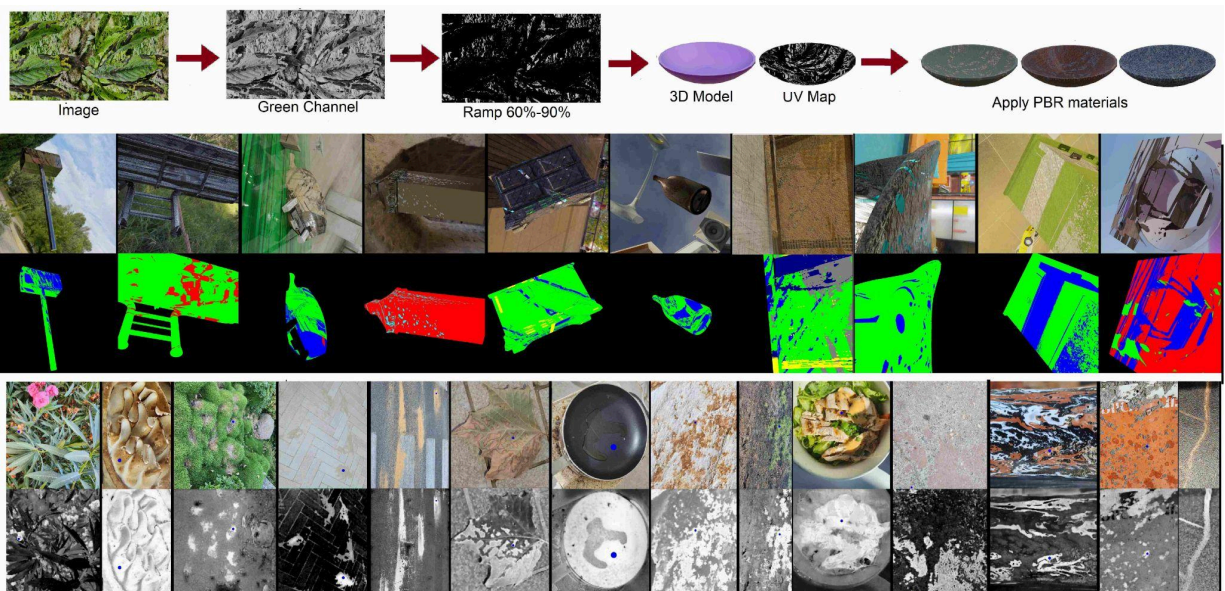 Image
Green Channel
Ramp 60%-90%
3D Model
UV Map
Apply PBR materials